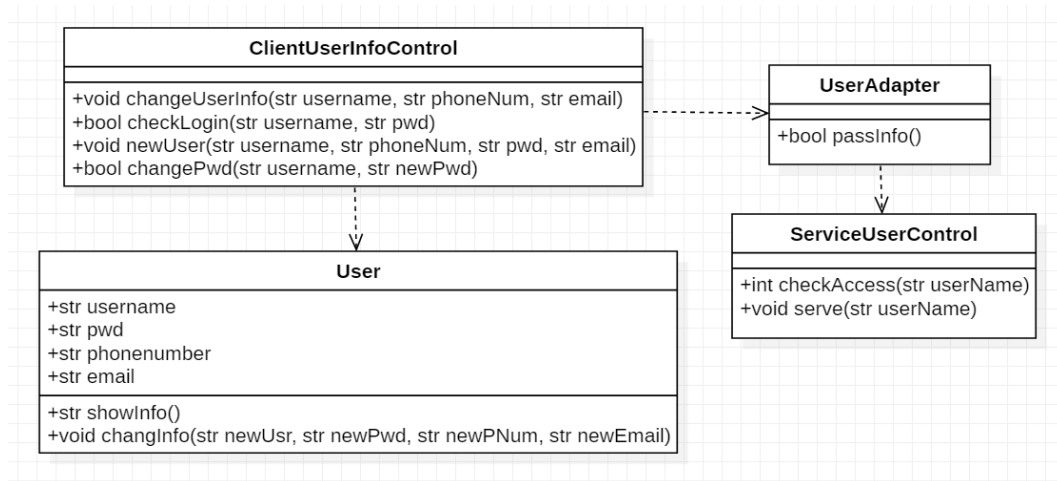 ClientUserInfoControl
+void changeUserInfo(str username, str phoneNum, str email)
+bool checkLogin(str username, str pwd)
+void newUser(str username, str phoneNum, str pwd, str email)
+bool changePwd(str username, str newPwd)
UserAdapter
+bool passInfo()
ServiceUserControl
+int checkAccess(str userName)
+void serve(str userName)
User
+str username
+str pwd
+str phonenumber
+str email
+str showInfo()
+void changInfo(str newUsr, str newPwd, str newPNum, str newEmail)